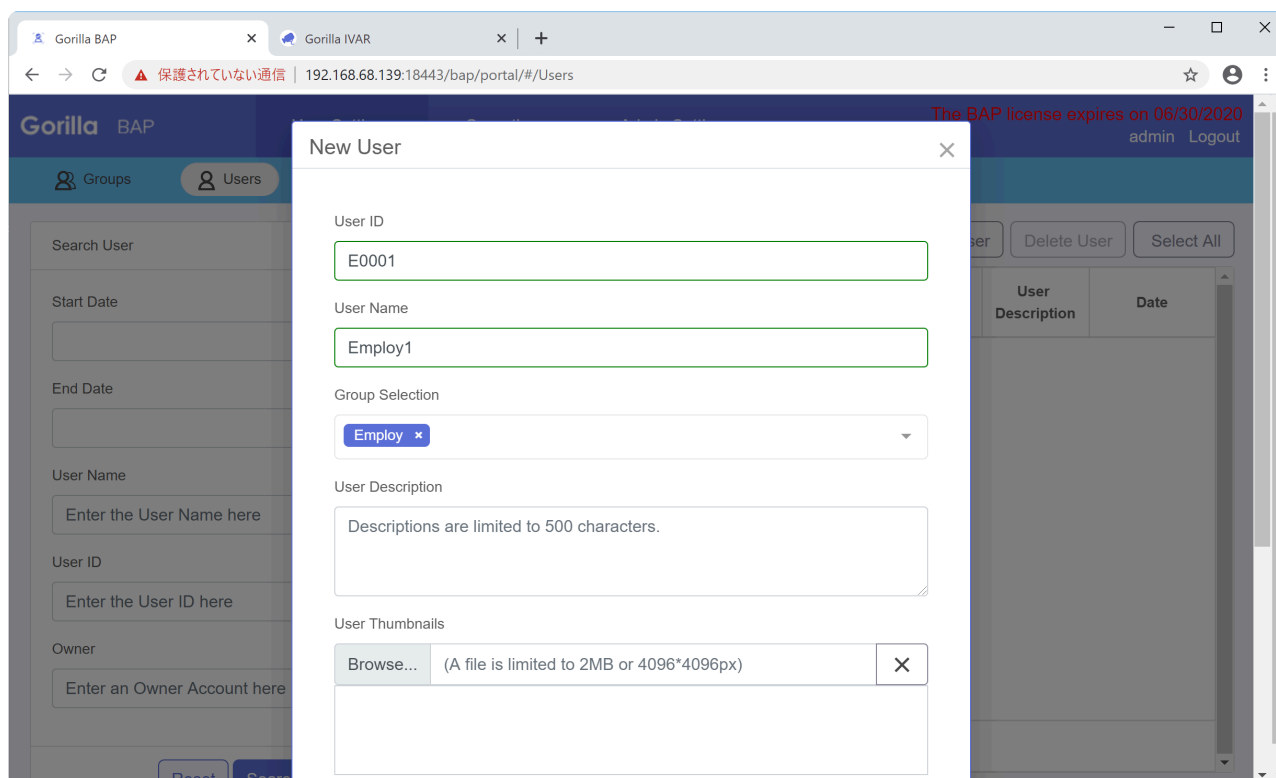 Gorilla BAP
Gorilla IVAR
保護されていない通信 192.168.68.139:18443/bap/portal/#/Users
Gorilla BAP
The BAP license expires on 06/30/2020
admin Logout
Groups Users
New User
Search User
Delete User Select All
Start Date
End Date
User Name
Enter the User Name here
User ID
Enter the User ID here
Owner
Enter an Owner Account here
User Description
Date
User ID
E0001
User Name
Employ1
Group Selection
Employ ×
User Description
Descriptions are limited to 500 characters.
User Thumbnails
Browse... (A file is limited to 2MB or 4096*4096px)